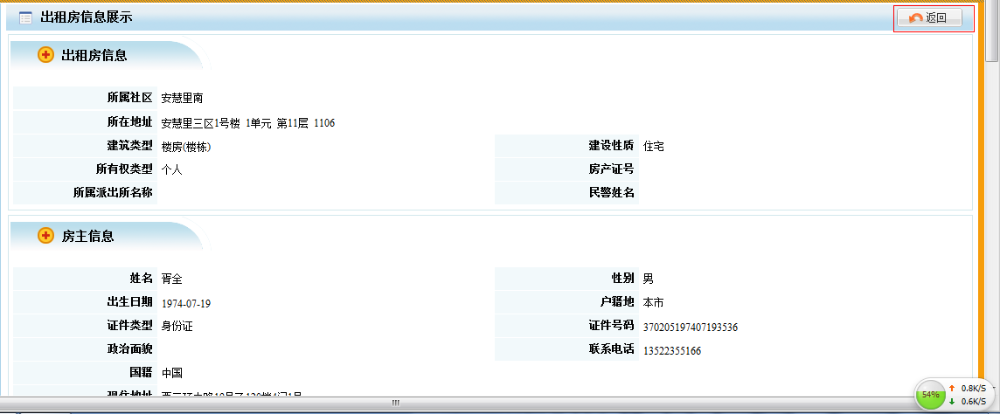 出租房信息展示 返回
出租房信息
所属社区 安慧里南
所在地址 安慧里三区1号楼 1单元 第11层 1106
建筑类型 楼房(楼栋) 建设性质 住宅
所有权类型 个人 房产证号
所属派出所名称 民警姓名
房主信息
姓名 胥全 性别 男
出生日期 1974-07-19 户籍地 本市
证件类型 身份证 证件号码 370205197407193536
政治面貌 联系电话 13522355166
国籍 中国
现住地址
54% 0.8K/S
0.6K/S